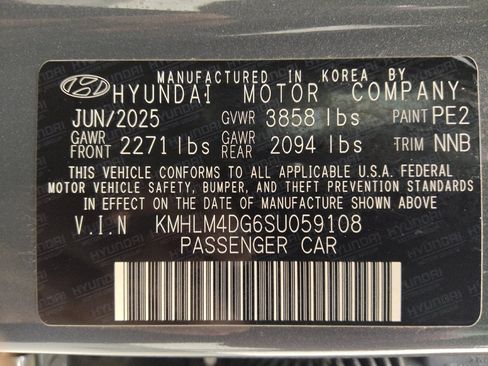 MANUFACTURED IN KOREA BY
HYUNDAI MOTOR COMPANY
JUN/2025 GVWR 3858 lbs PAINT PE2
GAWR FRONT 2271 lbs GAWR REAR 2094 lbs TRIM NNB
THIS VEHICLE CONFORMS TO ALL APPLICABLE U.S.A. FEDERAL
MOTOR VEHICLE SAFETY, BUMPER, AND THEFT PREVENTION STANDARDS
IN EFFECT ON THE DATE OF MANUFACTURE SHOWN ABOVE.
V.I.N KMHLM4DG6SU059108
PASSENGER CAR